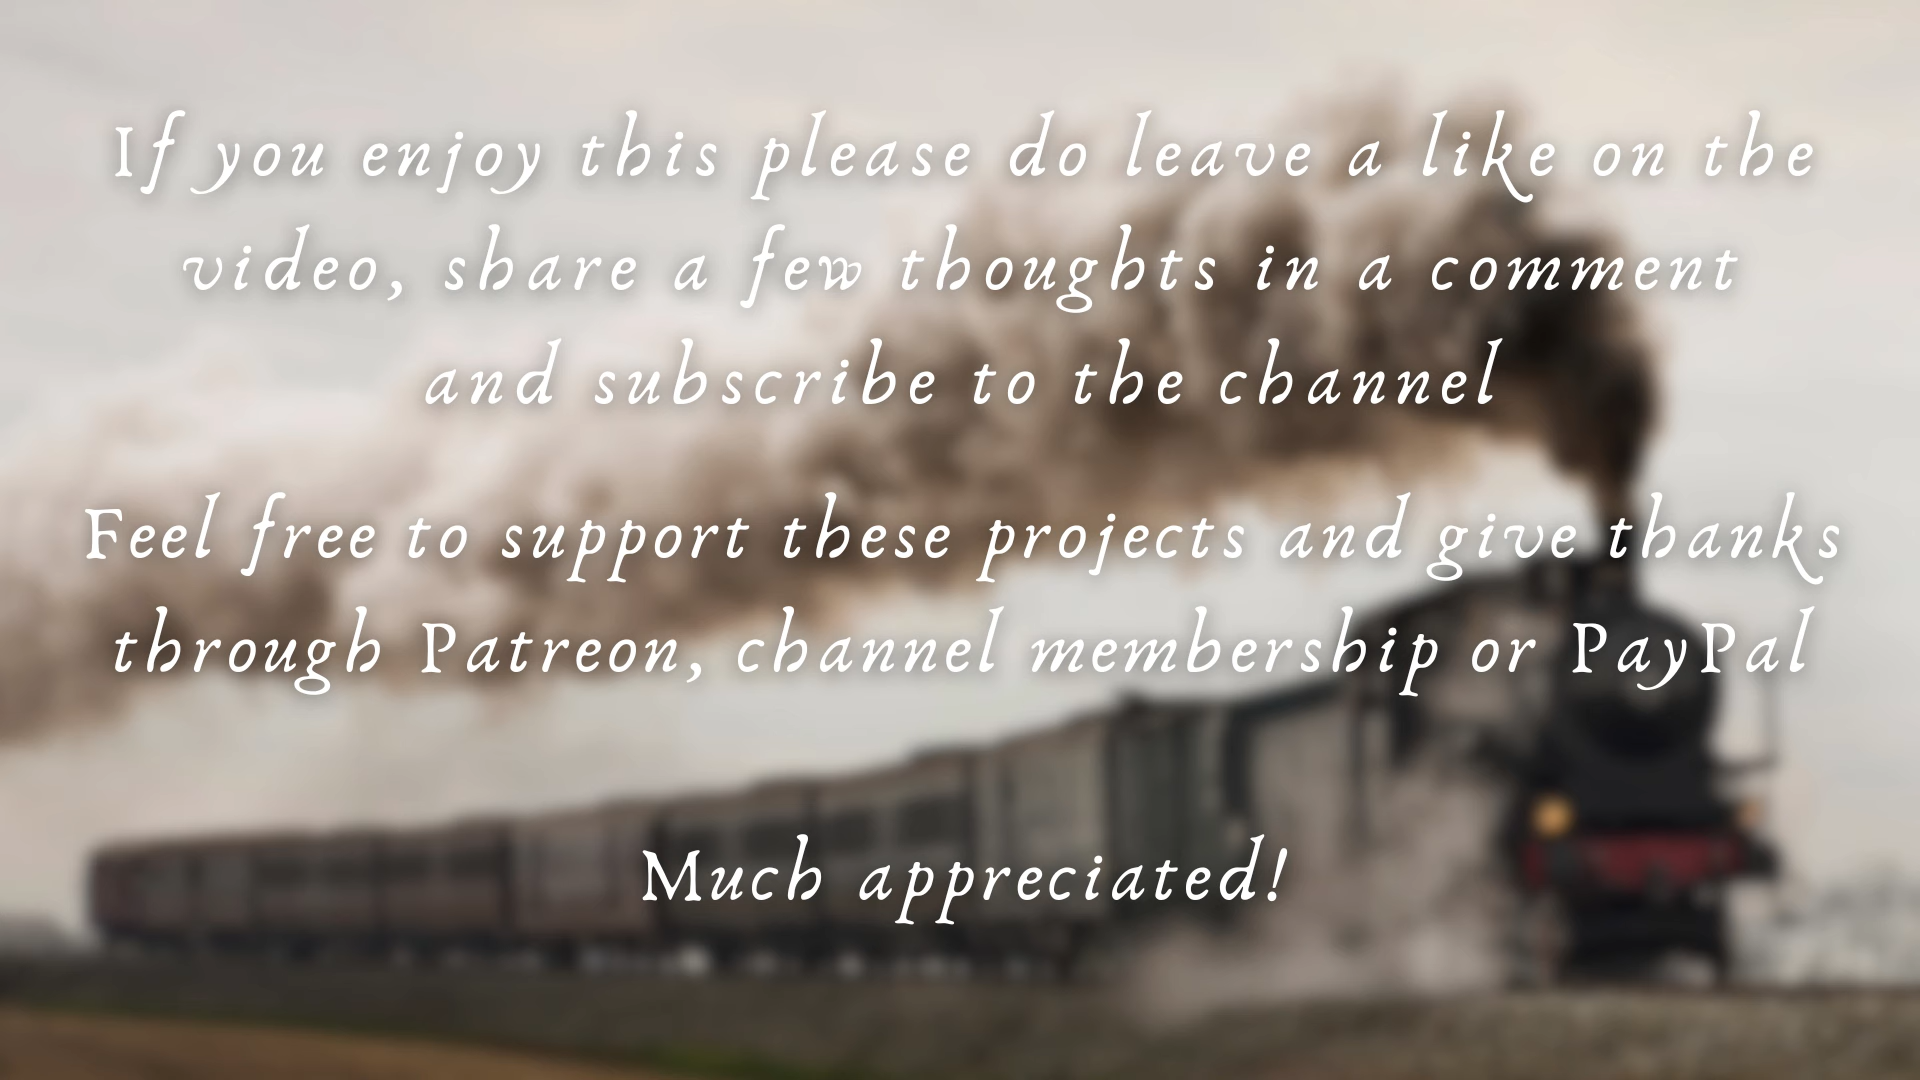 If you enjoy this please do leave a like on the
video, share a few thoughts in a comment
and subscribe to the channel
Feel free to support these projects and give thanks
through Patreon, channel membership or PayPal
Much appreciated!